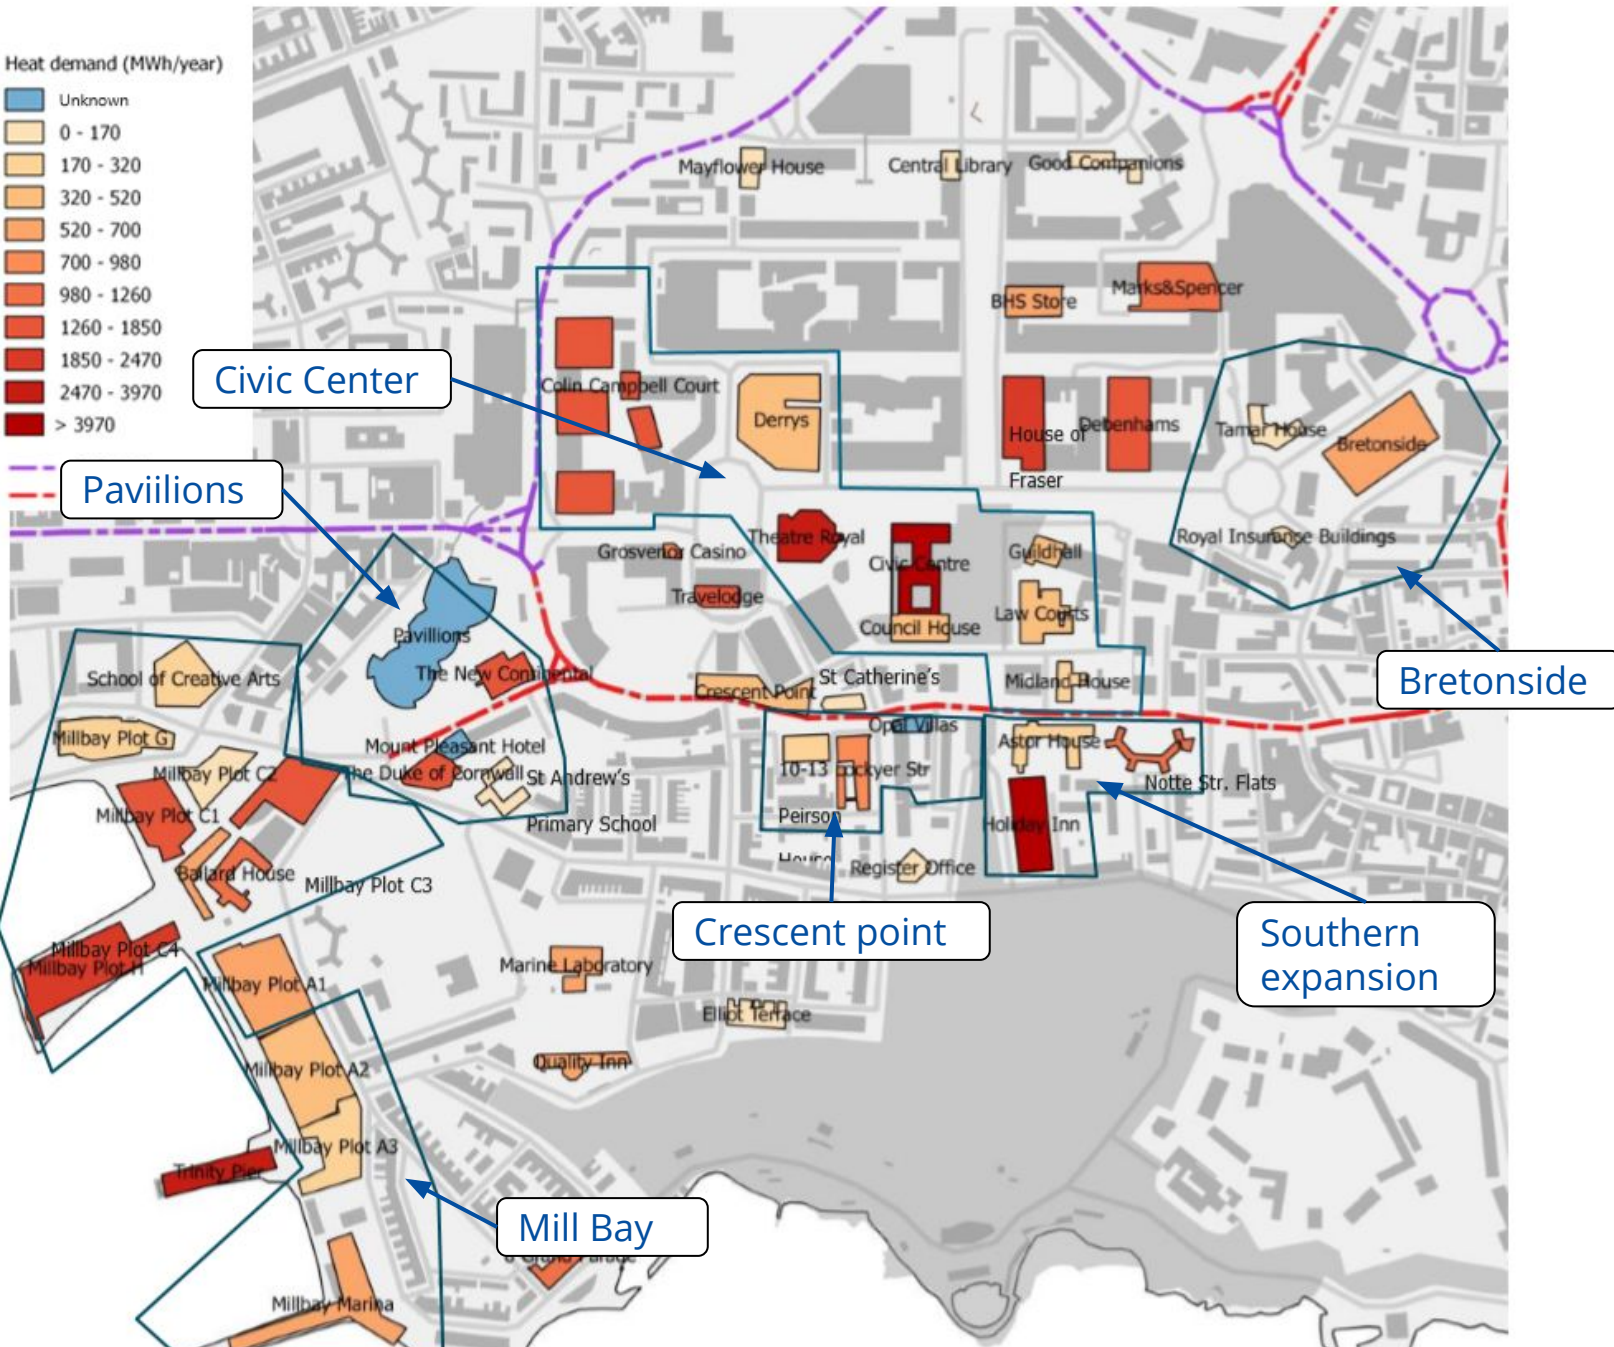 Heat demand (MWh/year)
Unknown
0 - 170
170 - 320
320 - 520
520 - 700
700 - 980
980 - 1260
1260 - 1850
1850 - 2470
2470 - 3970
> 3970
Mayflower House
Central Library
Good Companions
BHS Store
Marks&Spencer
Civic Center
Colin Campbell Court
Derrys
House of
Fraser
Debenhams
Tamar House
Bretonside
Paviilions
Theatre Royal
Grosvenor Casino
Civic Centre
Guildhall
Royal Insurance Buildings
Travelodge
Law Courts
Council House
Pavillions
The New Continental
School of Creative Arts
Crescent Point
St Catherine's
Midland House
Bretonside
Millbay Plot G
Opal Villas
Astor House
Mount Pleasant Hotel
Millbay Plot C2
The Duke of Cornwall
St Andrew's
Primary School
10-13 Lockyer Str
Notte Str. Flats
Millbay Plot C1
Peirson
House
Holiday Inn
Ballard House
Millbay Plot C3
Register Office
Crescent point
Southern
expansion
Millbay Plot C4
Millbay Plot H
Millbay Plot A1
Marine Laboratory
Elliot Terrace
Quality Inn
Millbay Plot A2
Millbay Plot A3
Trinity Pier
Mill Bay
Grand Parade
Millbay Marina